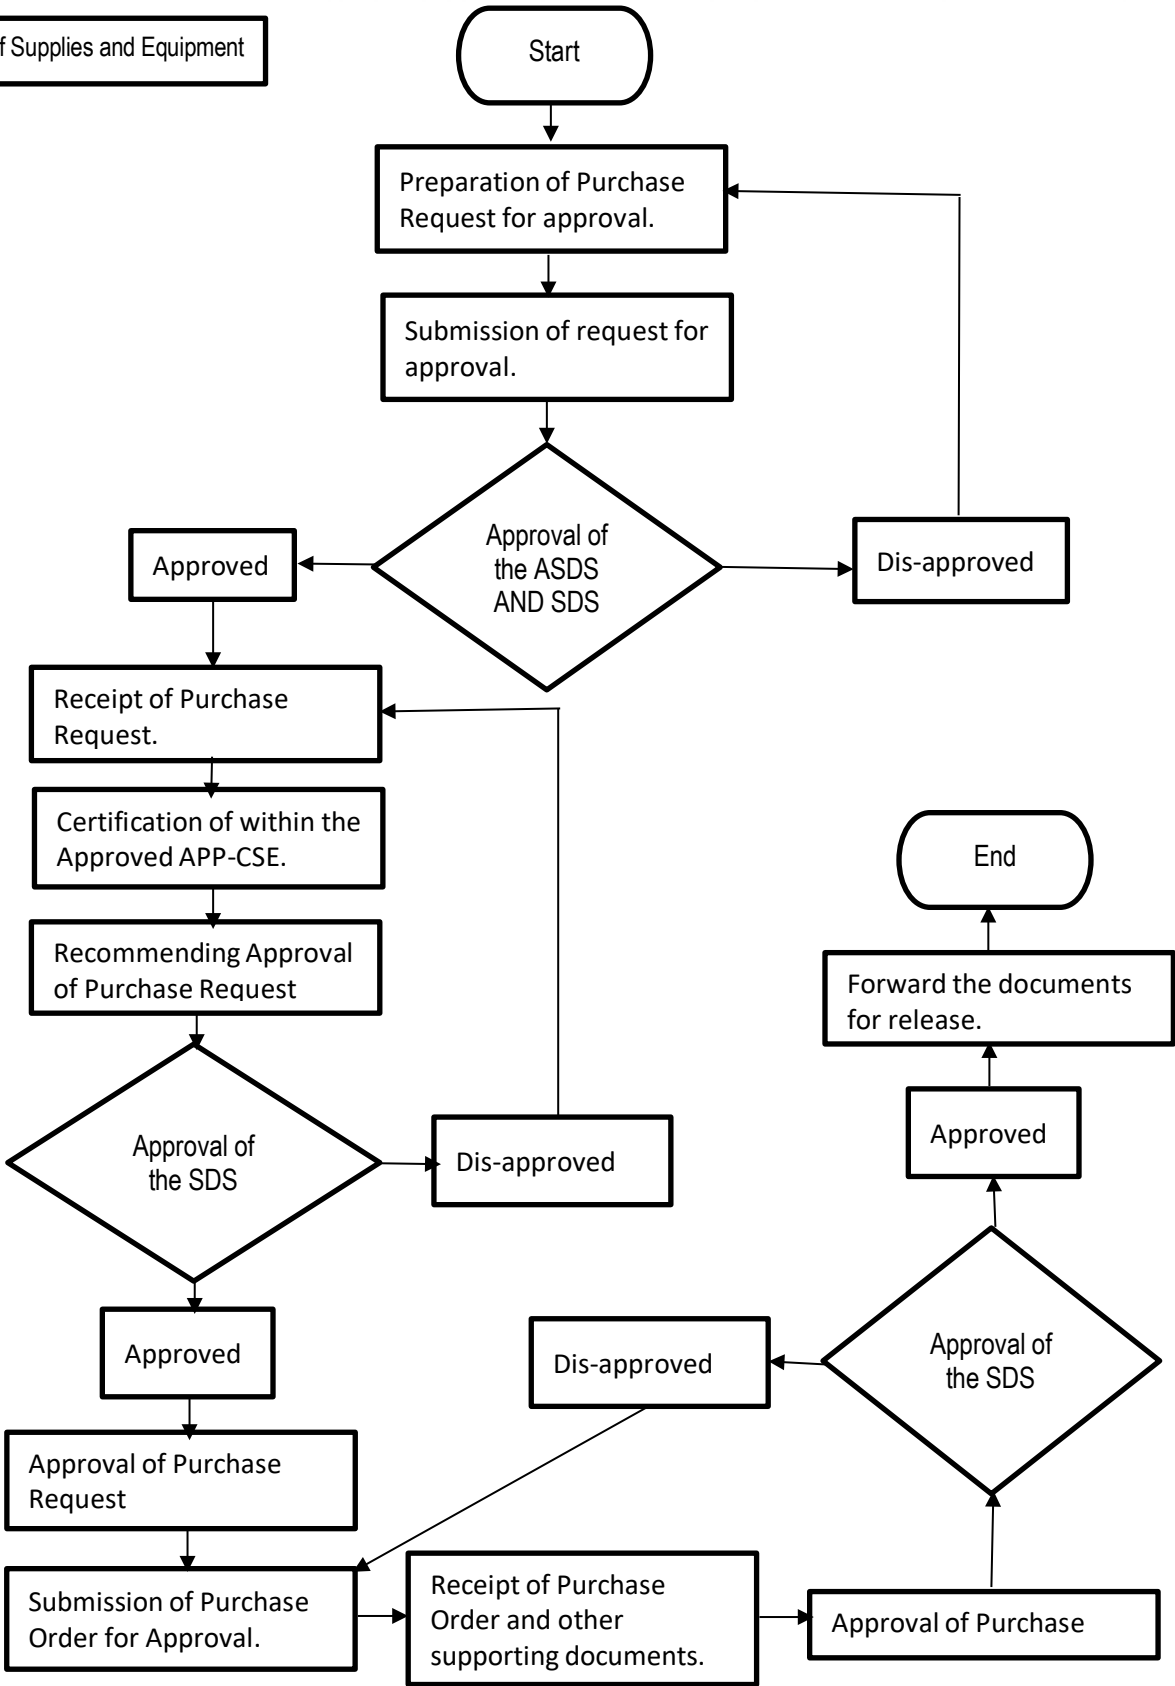 f Supplies and Equipment
Start
Preparation of Purchase
Request for approval.
Submission of request for
approval.
Approval of
the ASDS
AND SDS
Approved
Dis-approved
Receipt of Purchase
Request.
Certification of within the
Approved APP-CSE.
Recommending Approval
of Purchase Request
Approval of
the SDS
Dis-approved
Approved
Approval of Purchase
Request
Submission of Purchase
Order for Approval.
Receipt of Purchase
Order and other
supporting documents.
Approval of Purchase
Approval of
the SDS
Dis-approved
Approved
Forward the documents
for release.
End